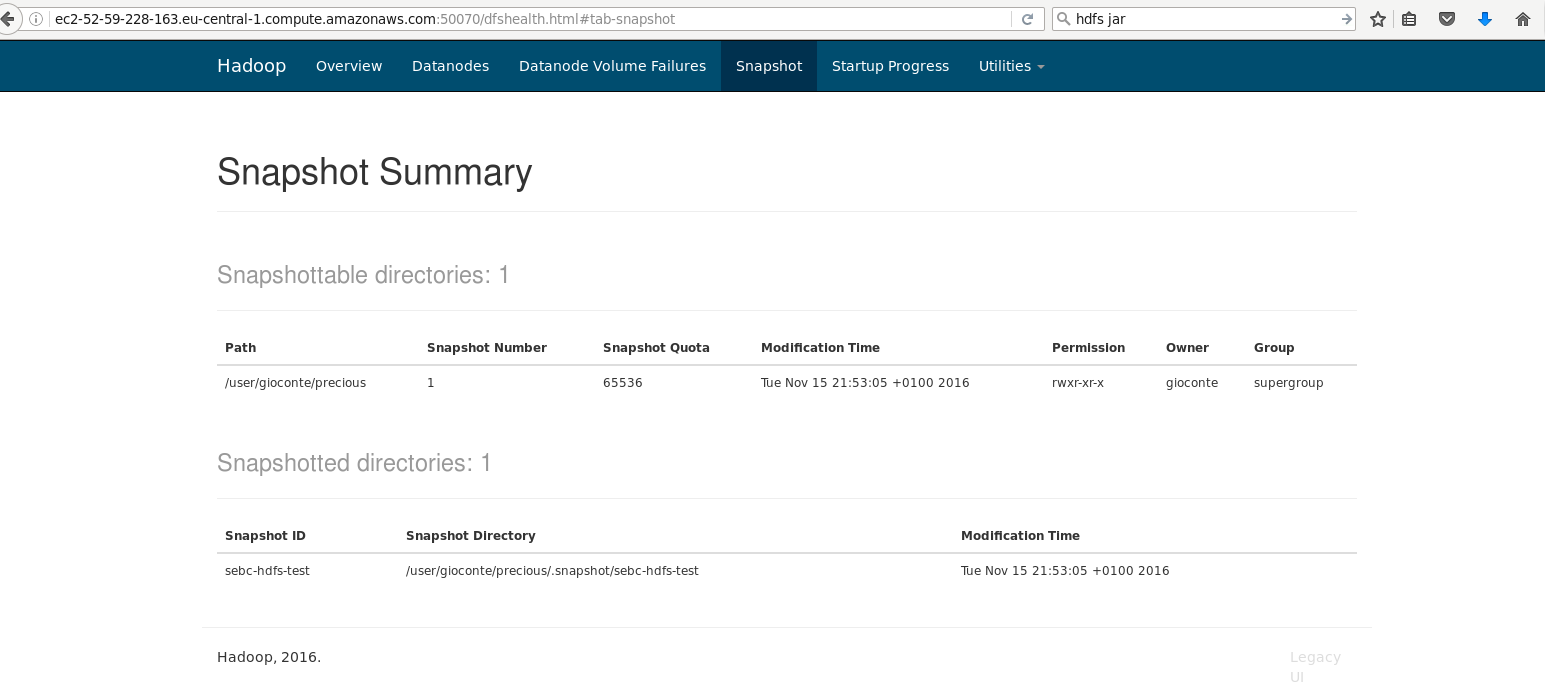 ec2-52-59-228-163.eu-central-1.compute.amazonaws.com:50070/dfshealth.html#tab-snapshot hdfs jar
Hadoop Overview Datanodes Datanode Volume Failures Snapshot Startup Progress Utilities
Snapshot Summary
Snapshottable directories: 1
Path Snapshot Number Snapshot Quota Modification Time Permission Owner Group
/user/gioconte/precious 1 65536 Tue Nov 15 21:53:05 +0100 2016 rwxr-xr-x gioconte supergroup
Snapshotted directories: 1
Snapshot ID Snapshot Directory Modification Time
sebc-hdfs-test /user/gioconte/precious/.snapshot/sebc-hdfs-test Tue Nov 15 21:53:05 +0100 2016
Hadoop, 2016. Legacy
UI